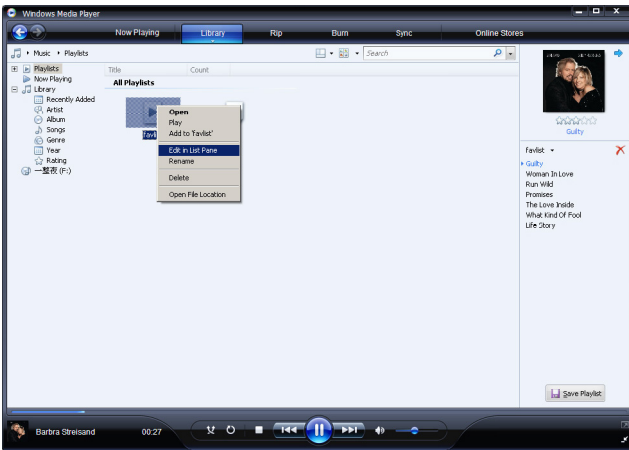 Windows Media Player
Now Playing Library Rip Burn Sync Online Stores
Music Playlists Search
Playlists
Now Playing
Library
Recently Added
Artist
Album
Songs
Genre
Year
Rating
一整夜 (F:)
Title Count
All Playlists
Open
Play
Add to 'favlist'
Edit in List Pane
Rename
Delete
Open File Location
Guilty
favlist
Guilty
Woman In Love
Run Wild
Promises
The Love Inside
What Kind Of Fool
Life Story
Save Playlist
Barbra Streisand 00:27